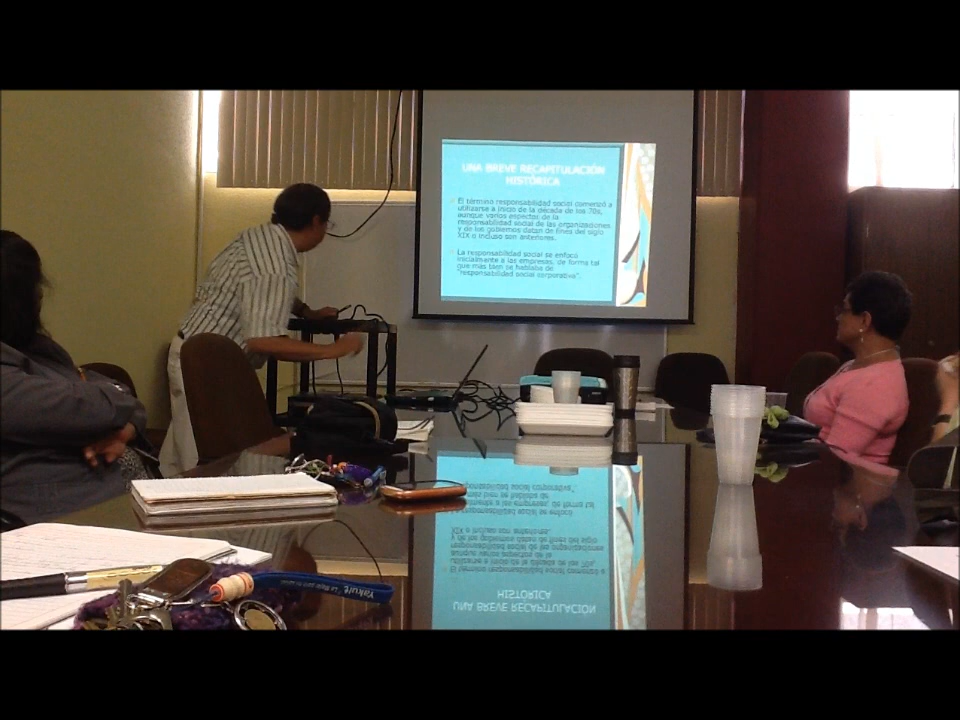 UNA BREVE RECAPITULACIÓN
HISTÓRICA
El término responsabilidad social comenzó a
utilizarse a inicio de la década de los 70s,
aunque varios aspectos de la
responsabilidad social de las organizaciones
y de los gobiernos datan de fines del siglo
XIX o incluso son anteriores.
La responsabilidad social se enfocó
inicialmente a las empresas, de forma tal
que más bien se hablaba de
"responsabilidad social corporativa".
Yakult